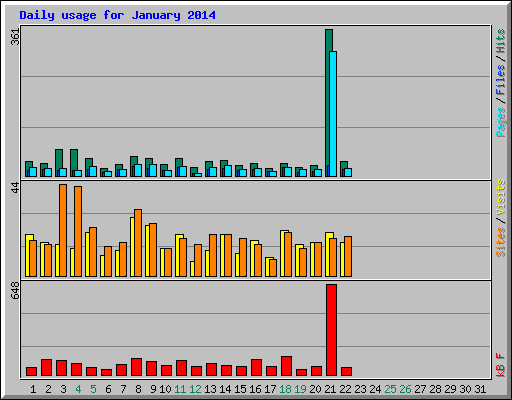 Daily usage for January 2014
361
Pages/Files/Hits
44
Sites/Visits
648
kB F
1 2 3 4 5 6 7 8 9 10 11 12 13 14 15 16 17 18 19 20 21 22 23 24 25 26 27 28 29 30 31